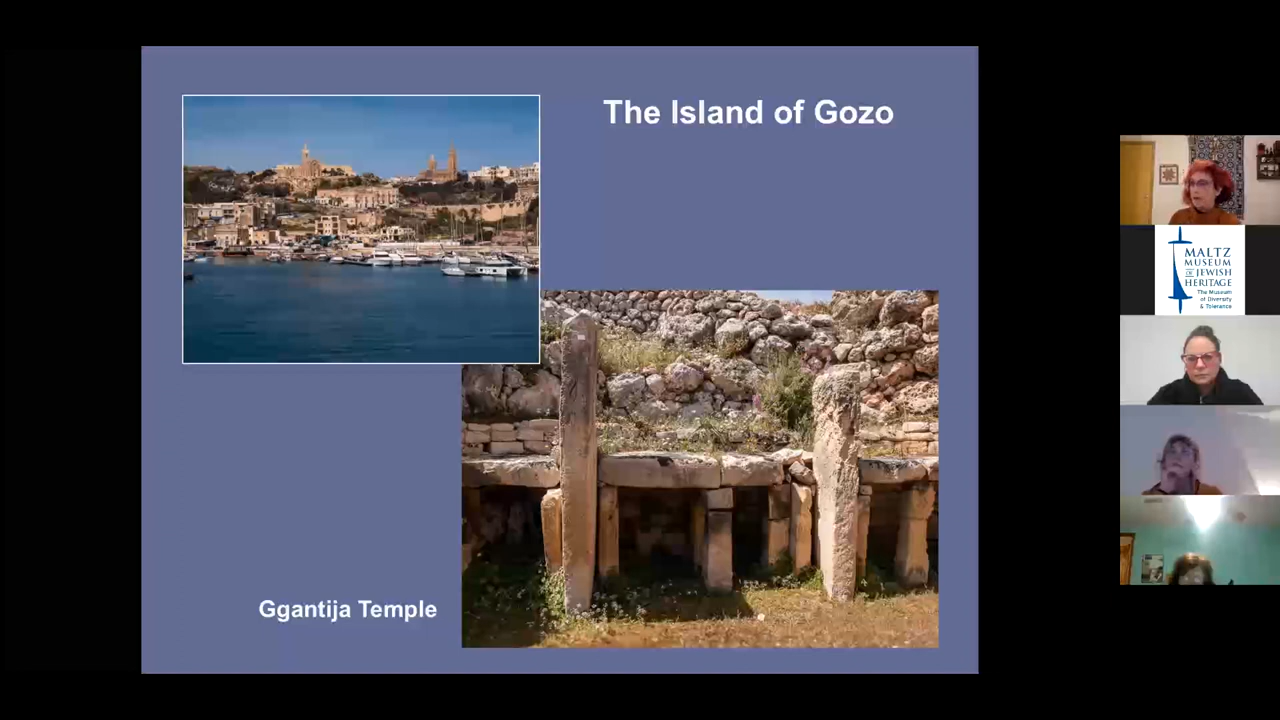 The Island of Gozo
Ggantija Temple
MALTZ
MUSEUM
OF JEWISH
HERITAGE
The Museum
of Diversity
& Tolerance